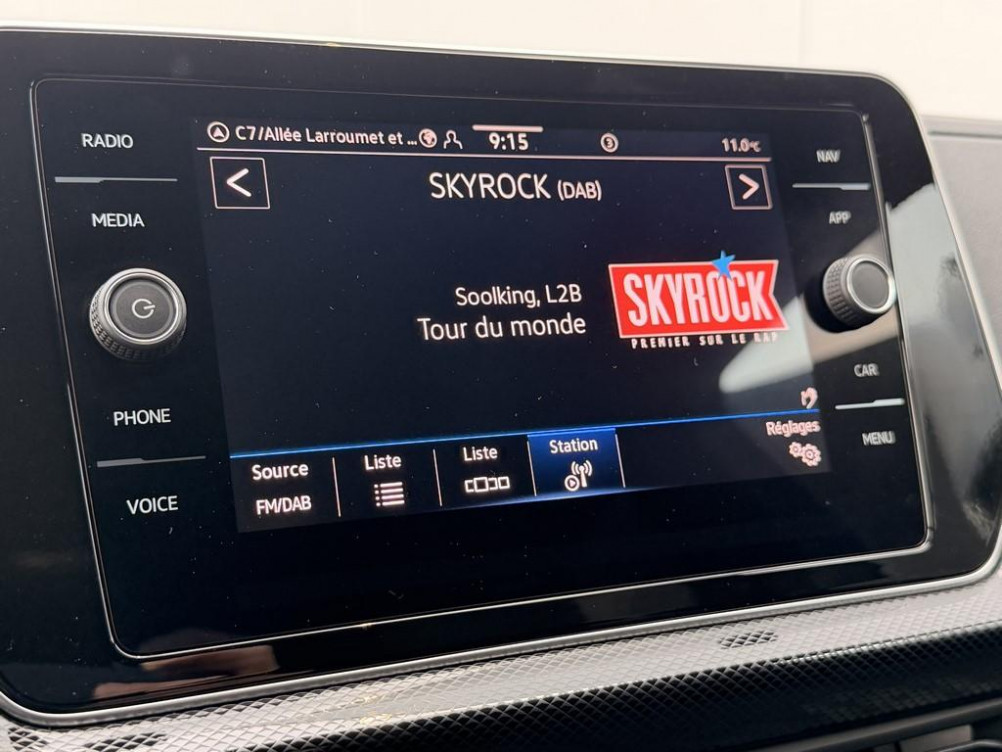 RADIO
MEDIA
PHONE
VOICE
C7/Allée Larroumet et ...
9:15
3
11.0°C
SKYROCK (DAB)
Soolking, L2B
Tour du monde
SKYROCK
PREMIER SUR LE RAP
Réglages
Source
FM/DAB
Liste
Liste
Station
NAV
APP
CAR
MENU